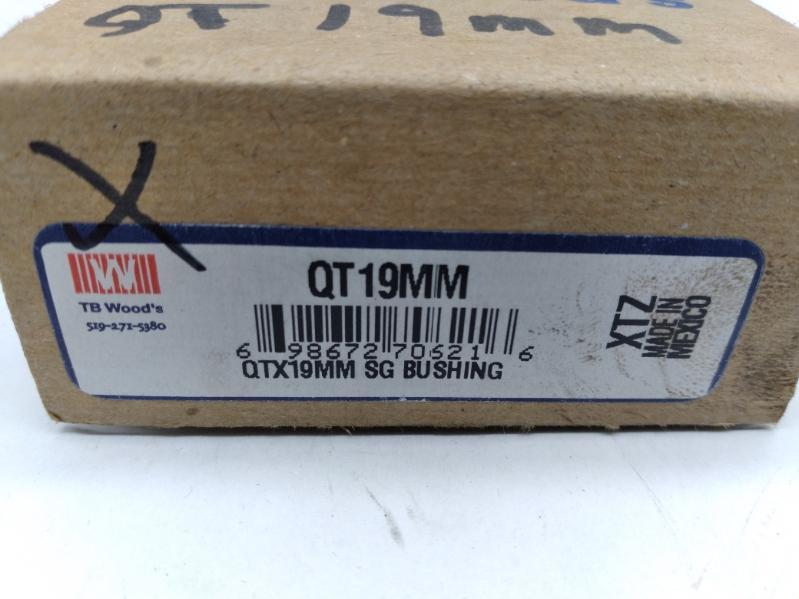 QT 19mm
X
W
TB Wood's
519-271-5380
QT19MM
6 98672 70621 6
QTX19MM SG BUSHING
XTZ
MADE IN
MEXICO